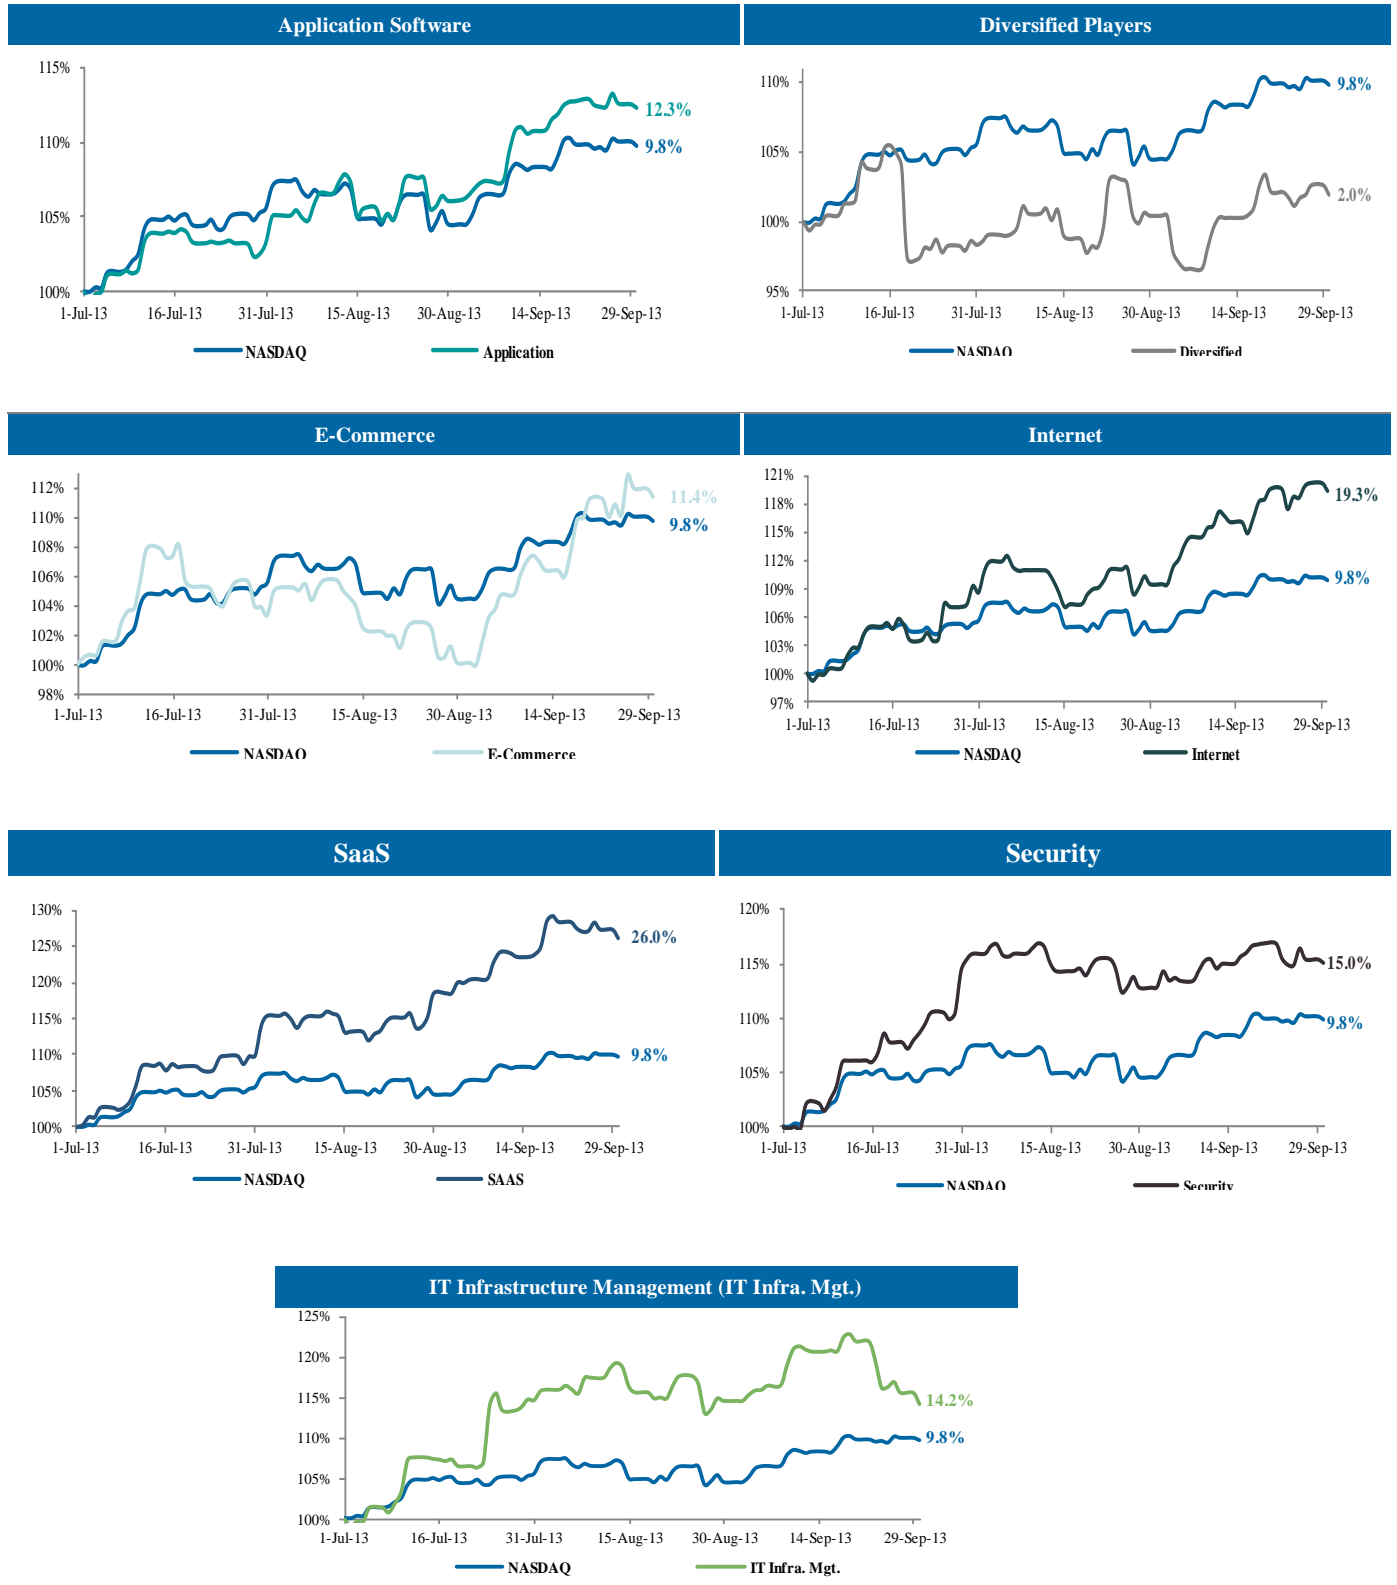 Application Software
115%
110%
105%
100%
12.3%
9.8%
1-Jul-13 16-Jul-13 31-Jul-13 15-Aug-13 30-Aug-13 14-Sep-13 29-Sep-13
NASDAQ Application
Diversified Players
110%
105%
100%
95%
9.8%
2.0%
1-Jul-13 16-Jul-13 31-Jul-13 15-Aug-13 30-Aug-13 14-Sep-13 29-Sep-13
NASDAQ Diversified
E-Commerce
112%
110%
108%
106%
104%
102%
100%
98%
11.4%
9.8%
1-Jul-13 16-Jul-13 31-Jul-13 15-Aug-13 30-Aug-13 14-Sep-13 29-Sep-13
NASDAQ E-Commerce
Internet
121%
118%
115%
112%
109%
106%
103%
100%
97%
19.3%
9.8%
1-Jul-13 16-Jul-13 31-Jul-13 15-Aug-13 30-Aug-13 14-Sep-13 29-Sep-13
NASDAQ Internet
SaaS
130%
125%
120%
115%
110%
105%
100%
26.0%
9.8%
1-Jul-13 16-Jul-13 31-Jul-13 15-Aug-13 30-Aug-13 14-Sep-13 29-Sep-13
NASDAQ SAAS
Security
120%
115%
110%
105%
100%
15.0%
9.8%
1-Jul-13 16-Jul-13 31-Jul-13 15-Aug-13 30-Aug-13 14-Sep-13 29-Sep-13
NASDAQ Security
IT Infrastructure Management (IT Infra. Mgt.)
125%
120%
115%
110%
105%
100%
14.2%
9.8%
1-Jul-13 16-Jul-13 31-Jul-13 15-Aug-13 30-Aug-13 14-Sep-13 29-Sep-13
NASDAQ IT Infra. Mgt.